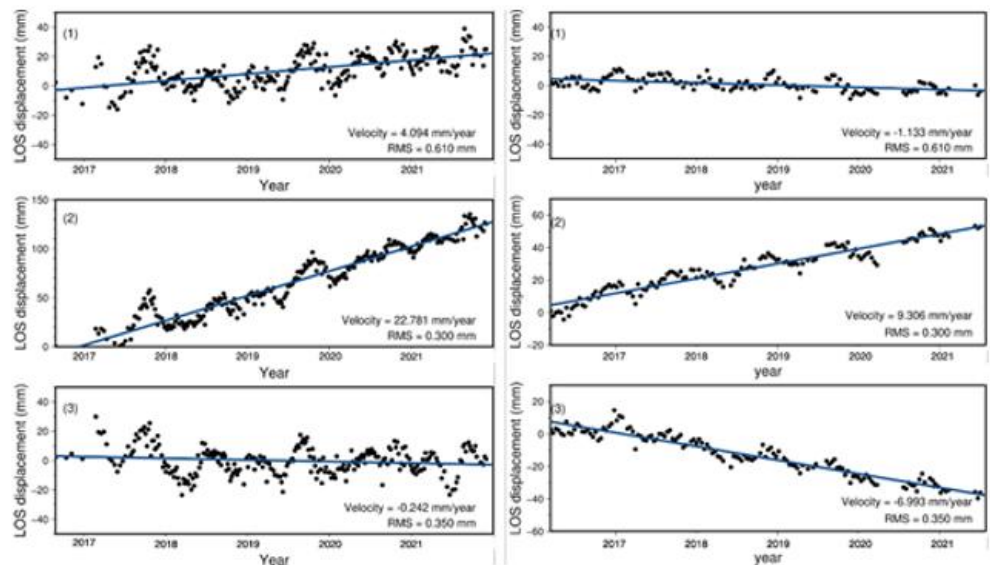 LOS displacement (mm)
40
20
0
−20
−40
(1)
Velocity = 4.094 mm/year
RMS = 0.610 mm
2017 2018 2019 2020 2021
Year
LOS displacement (mm)
40
20
0
−20
−40
(1)
Velocity = -1.133 mm/year
RMS = 0.610 mm
2017 2018 2019 2020 2021
year
LOS displacement (mm)
150
100
50
0
(2)
Velocity = 22.781 mm/year
RMS = 0.300 mm
2017 2018 2019 2020 2021
Year
LOS displacement (mm)
60
40
20
0
−20
(2)
Velocity = 9.306 mm/year
RMS = 0.300 mm
2017 2018 2019 2020 2021
year
LOS displacement (mm)
40
20
0
−20
−40
(3)
Velocity = -0.242 mm/year
RMS = 0.350 mm
2017 2018 2019 2020 2021
Year
LOS displacement (mm)
20
0
−20
−40
−60
(3)
Velocity = -6.993 mm/year
RMS = 0.350 mm
2017 2018 2019 2020 2021
year